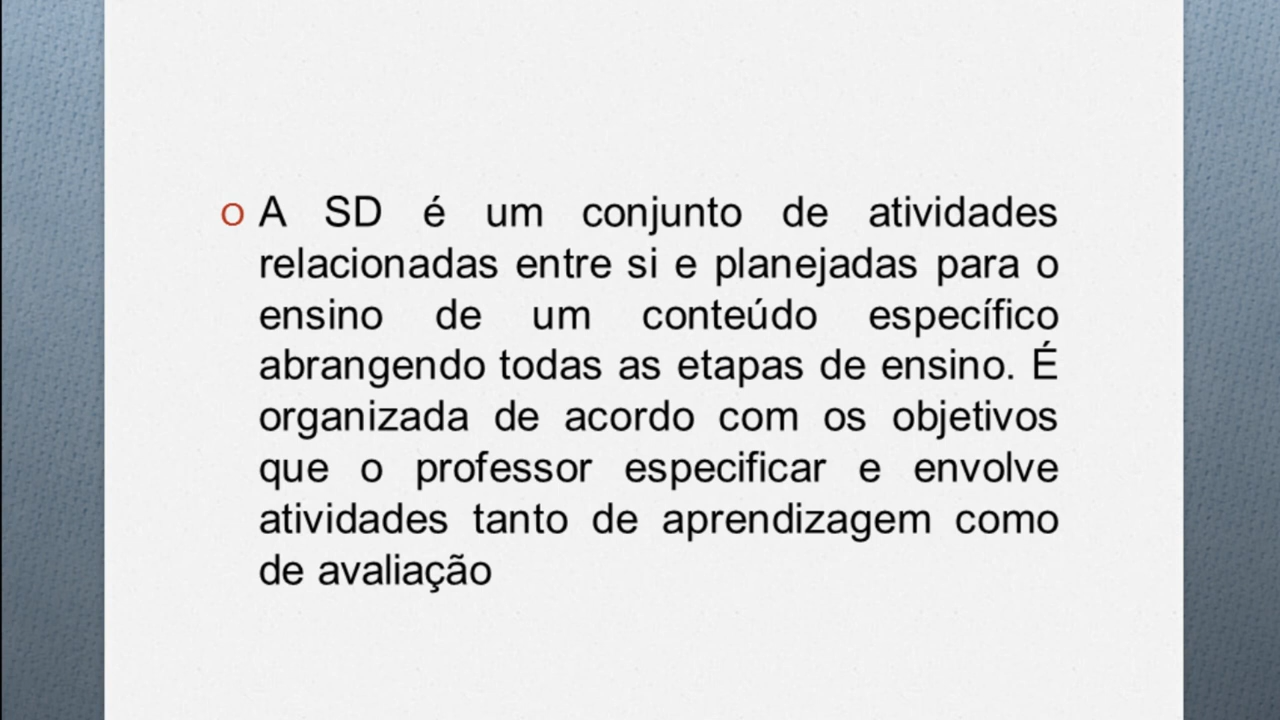 A SD é um conjunto de atividades
relacionadas entre si e planejadas para o
ensino de um conteúdo específico
abrangendo todas as etapas de ensino. É
organizada de acordo com os objetivos
que o professor especificar e envolve
atividades tanto de aprendizagem como
de avaliação